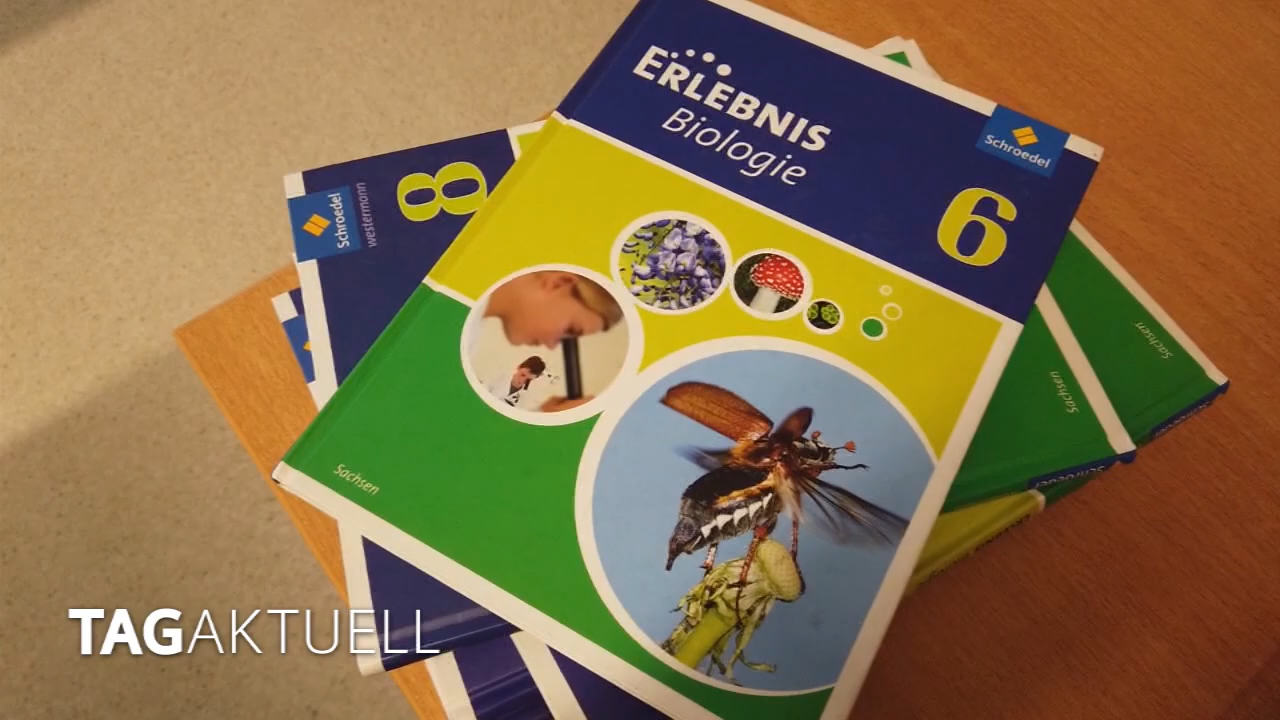 ERLEBNIS
Biologie
Schroedel
6
8
Schroedel
westermann
Sachsen
Sachsen
Sachsen
Schroedel
TAGAKTUELL